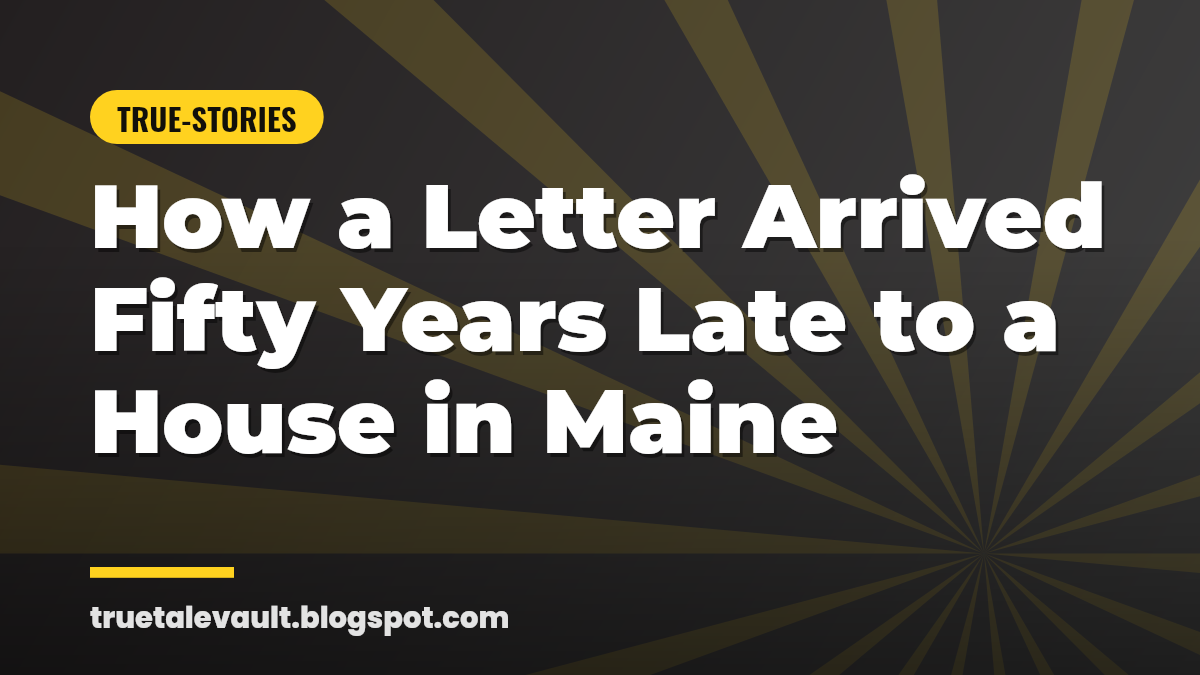 TRUE-STORIES
How a Letter Arrived
Fifty Years Late to a
House in Maine
truetalevault.blogspot.com